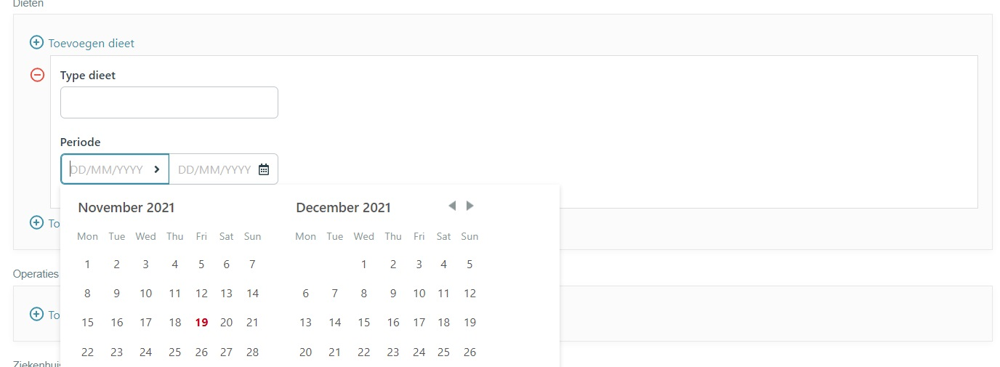 Dieten
Toevoegen dieet
Type dieet
Periode
DD/MM/YYYY DD/MM/YYYY
November 2021 December 2021
Mon Tue Wed Thu Fri Sat Sun Mon Tue Wed Thu Fri Sat Sun
1 2 3 4 5 6 7 1 2 3 4 5
8 9 10 11 12 13 14 6 7 8 9 10 11 12
15 16 17 18 19 20 21 13 14 15 16 17 18 19
22 23 24 25 26 27 28 20 21 22 23 24 25 26
To
Operaties
To